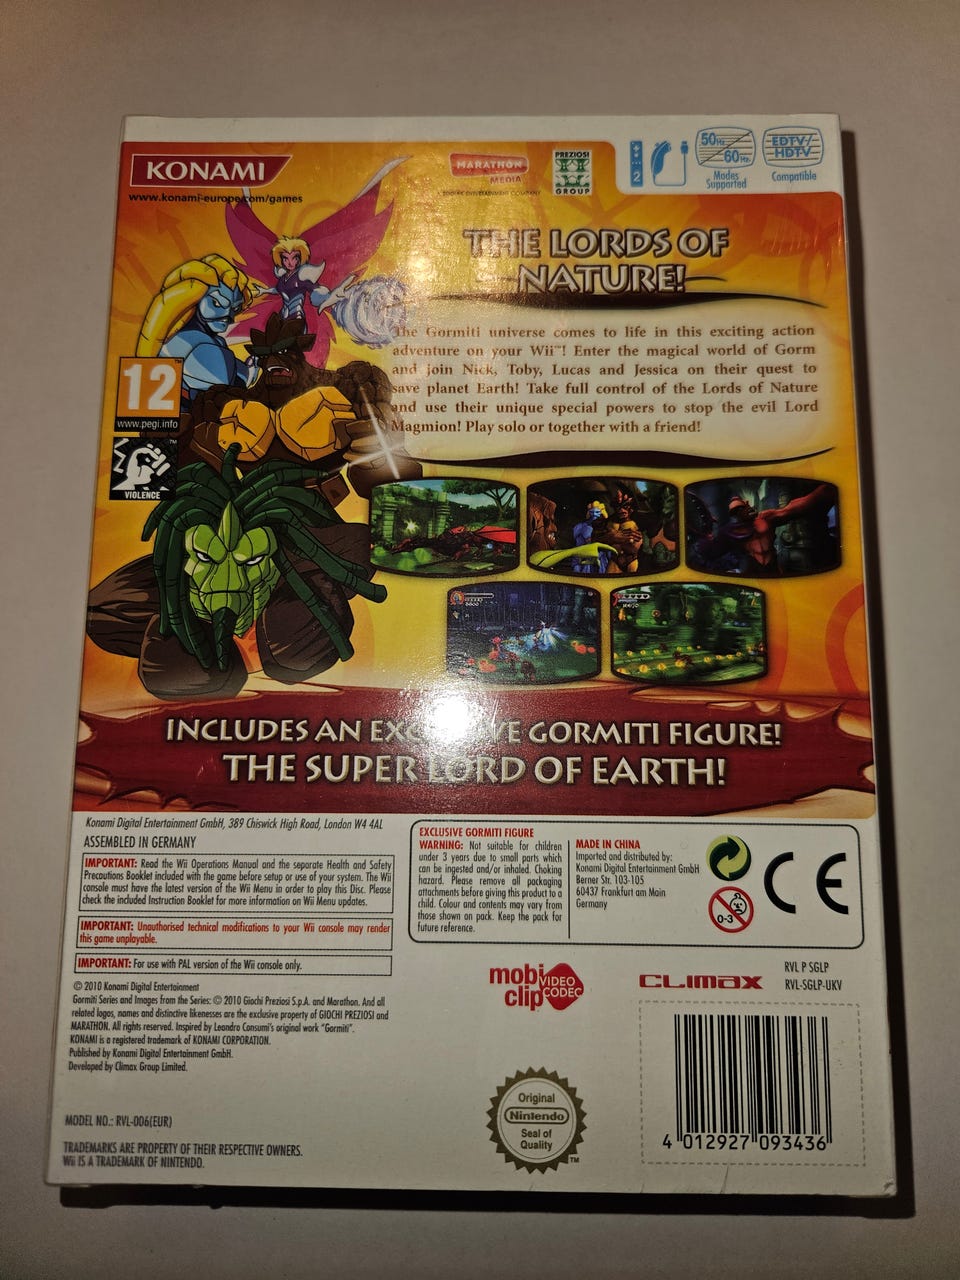 KONAMI
www.konami-europe.com/games
MARATHON
MEDIA
A ZODIAK ENTERTAINMENT COMPANY
PREZIOSI
GROUP
2
50Hz
60Hz
Modes
Supported
EDTV/
HDTV
Compatible
THE LORDS OF
NATURE!
The Gormiti universe comes to life in this exciting action
adventure on your Wii™! Enter the magical world of Gorm
and join Nick, Toby, Lucas and Jessica on their quest to
save planet Earth! Take full control of the Lords of Nature
and use their unique special powers to stop the evil Lord
Magmion! Play solo or together with a friend!
12
www.pegi.info
VIOLENCE
INCLUDES AN EXCLUSIVE GORMITI FIGURE!
THE SUPER LORD OF EARTH!
Konami Digital Entertainment GmbH, 389 Chiswick High Road, London W4 4AL
ASSEMBLED IN GERMANY
IMPORTANT: Read the Wii Operations Manual and the separate Health and Safety
Precautions Booklet included with the game before setup or use of your system. The Wii
console must have the latest version of the Wii Menu in order to play this Disc. Please
check the included Instruction Booklet for more information on Wii Menu updates.
IMPORTANT: Unauthorised technical modifications to your Wii console may render
this game unplayable.
IMPORTANT: For use with PAL version of the Wii console only.
© 2010 Konami Digital Entertainment
Gormiti Series and Images from the Series: © 2010 Giochi Preziosi S.p.A. and Marathon. And all
related logos, names and distinctive likenesses are the exclusive property of GIOCHI PREZIOSI and
MARATHON. All rights reserved. Inspired by Leandro Consumi's original work "Gormiti".
KONAMI is a registered trademark of KONAMI CORPORATION.
Published by Konami Digital Entertainment GmbH.
Developed by Climax Group Limited.
MODEL NO.: RVL-006(EUR)
TRADEMARKS ARE PROPERTY OF THEIR RESPECTIVE OWNERS.
Wii IS A TRADEMARK OF NINTENDO.
EXCLUSIVE GORMITI FIGURE
WARNING: Not suitable for children
under 3 years due to small parts which
can be ingested and/or inhaled. Choking
hazard. Please remove all packaging
attachments before giving this product to a
child. Colour and contents may vary from
those shown on pack. Keep the pack for
future reference.
MADE IN CHINA
Imported and distributed by:
Konami Digital Entertainment GmbH
Berner Str. 103-105
60437 Frankfurt am Main
Germany
0-3
CE
mobi
clip
VIDEO
CODEC
CLIMAX
RVL P SGLP
RVL-SGLP-UKV
Original
Nintendo
Seal of
Quality
TM
4 012927 093436